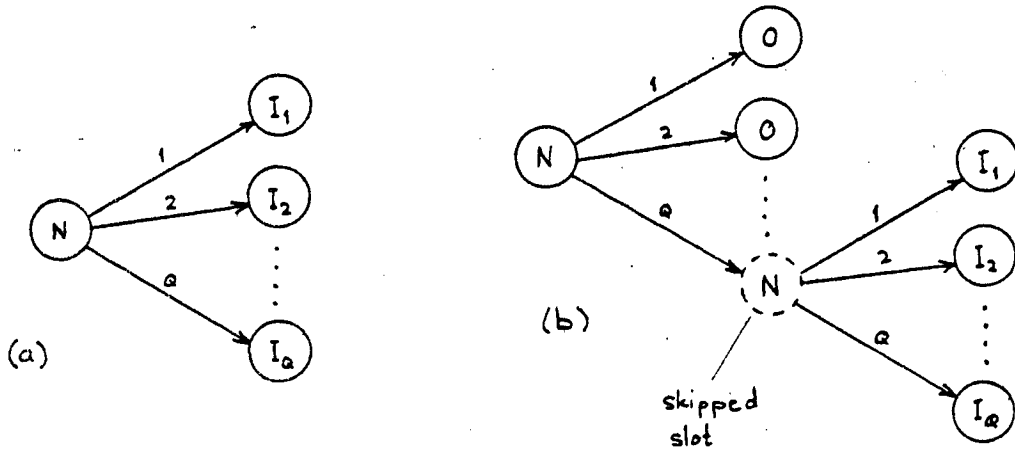 N
1
2
Q
I₁
I₂
I_Q
(a)
N
1
2
Q
O
O
N
1
2
Q
I₁
I₂
I_Q
(b)
skipped
slot